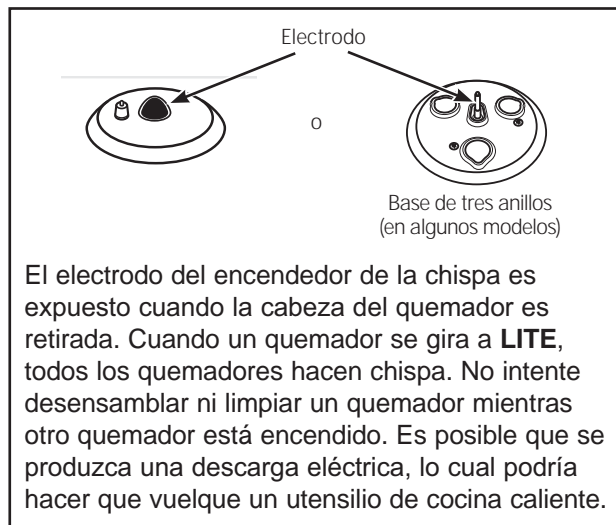 Electrodo
o
Base de tres anillos
(en algunos modelos)
El electrodo del encendedor de la chispa es
expuesto cuando la cabeza del quemador es
retirada. Cuando un quemador se gira a LITE,
todos los quemadores hacen chispa. No intente
desensamblar ni limpiar un quemador mientras
otro quemador está encendido. Es posible que se
produzca una descarga eléctrica, lo cual podría
hacer que vuelque un utensilio de cocina caliente.